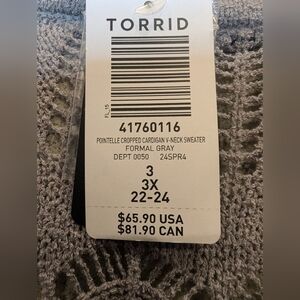 TORRID
FL_15
41760116
POINTELLE CROPPED CARDIGAN V-NECK SWEATER
FORMAL GRAY
DEPT 0050 24SPR4
3
3X
22-24
$65.90 USA
$81.90 CAN